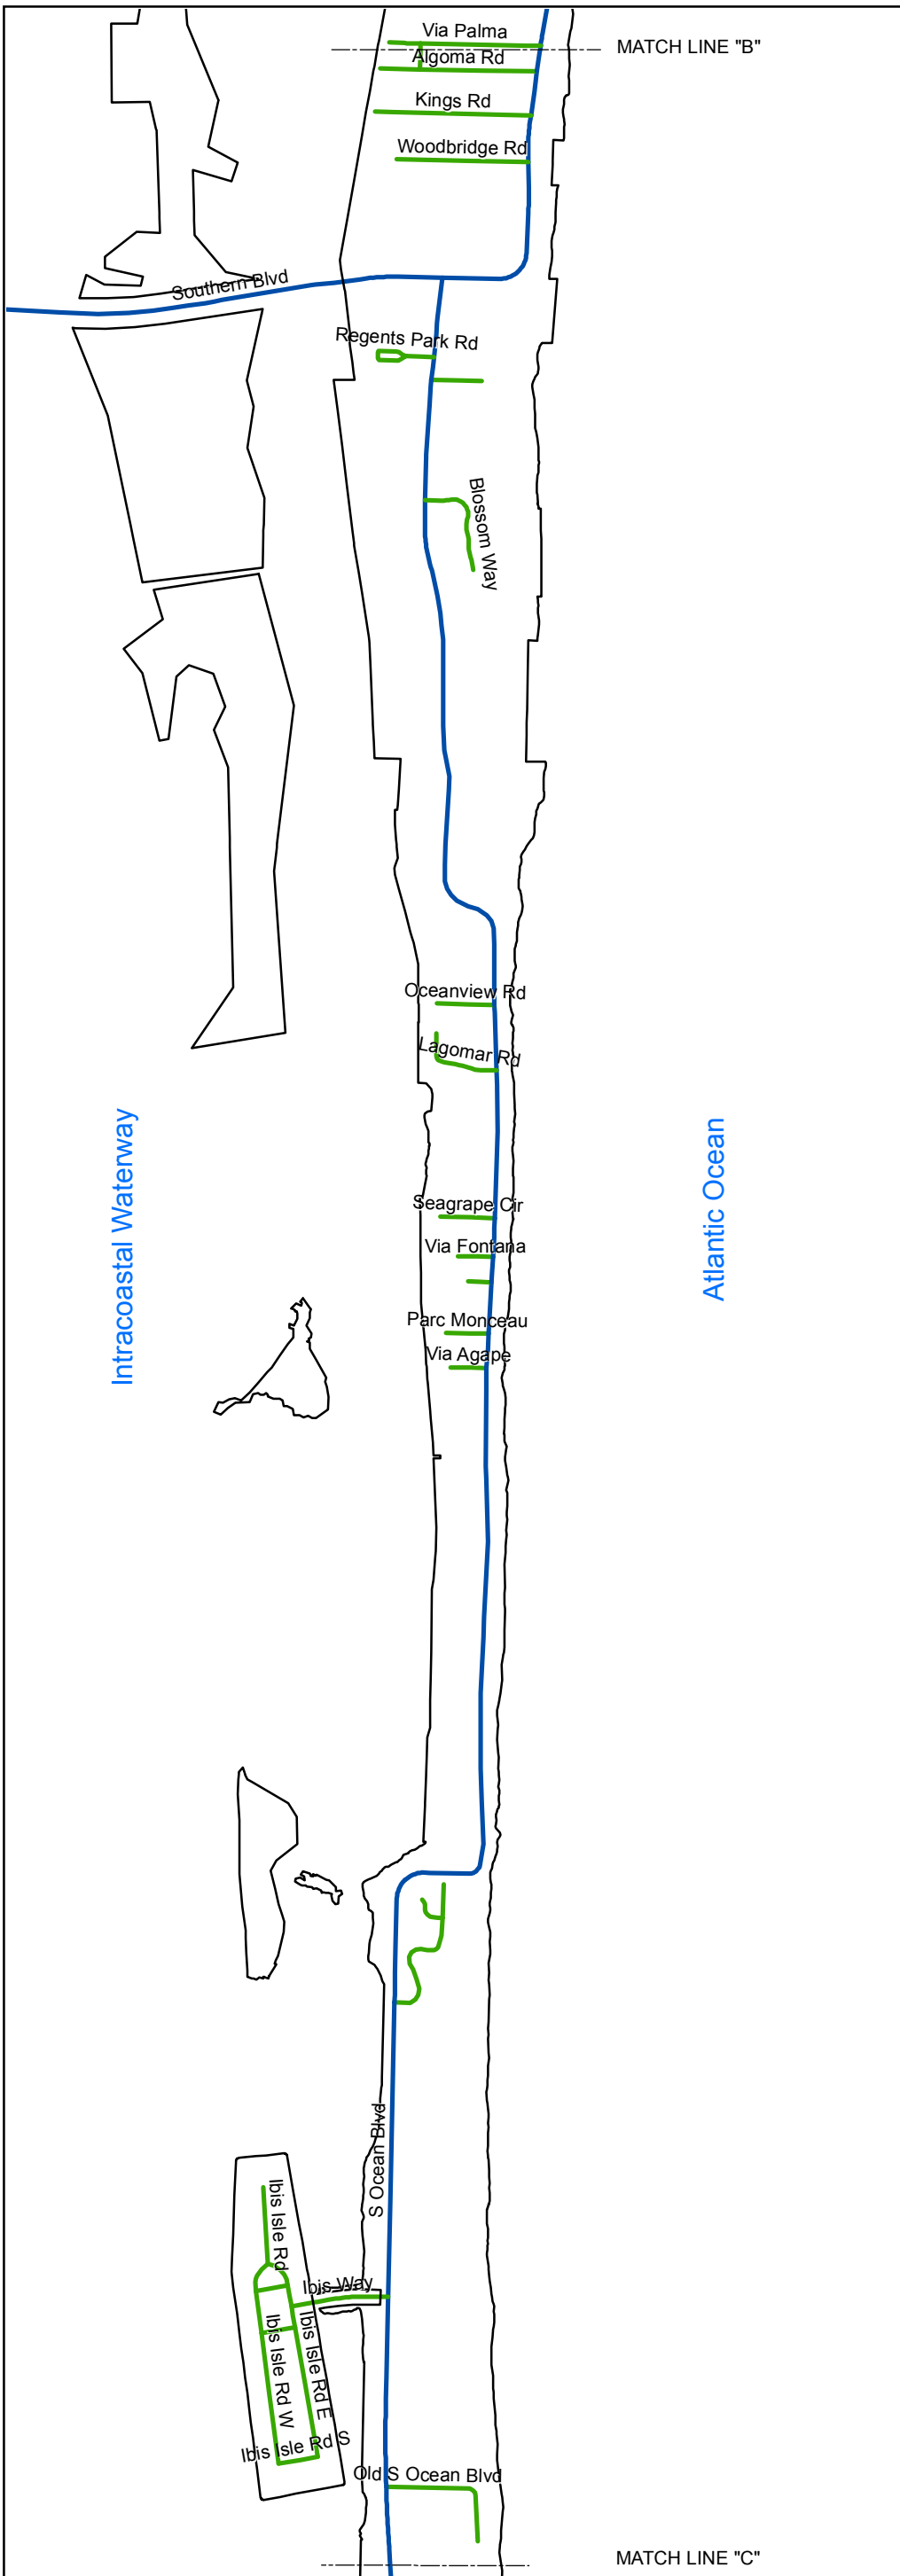 Via Palma
MATCH LINE "B"
Algoma Rd
Kings Rd
Woodbridge Rd
Southern Blvd
Regents Park Rd
Blossom Way
Oceanview Rd
Lagomar Rd
Intracoastal Waterway
Atlantic Ocean
Seagrape Cir
Via Fontana
Parc Monceau
Via Agape
S Ocean Blvd
Ibis Isle Rd
Ibis Way
Ibis Isle Rd W
Ibis Isle Rd E
Ibis Isle Rd S
Old S Ocean Blvd
MATCH LINE "C"